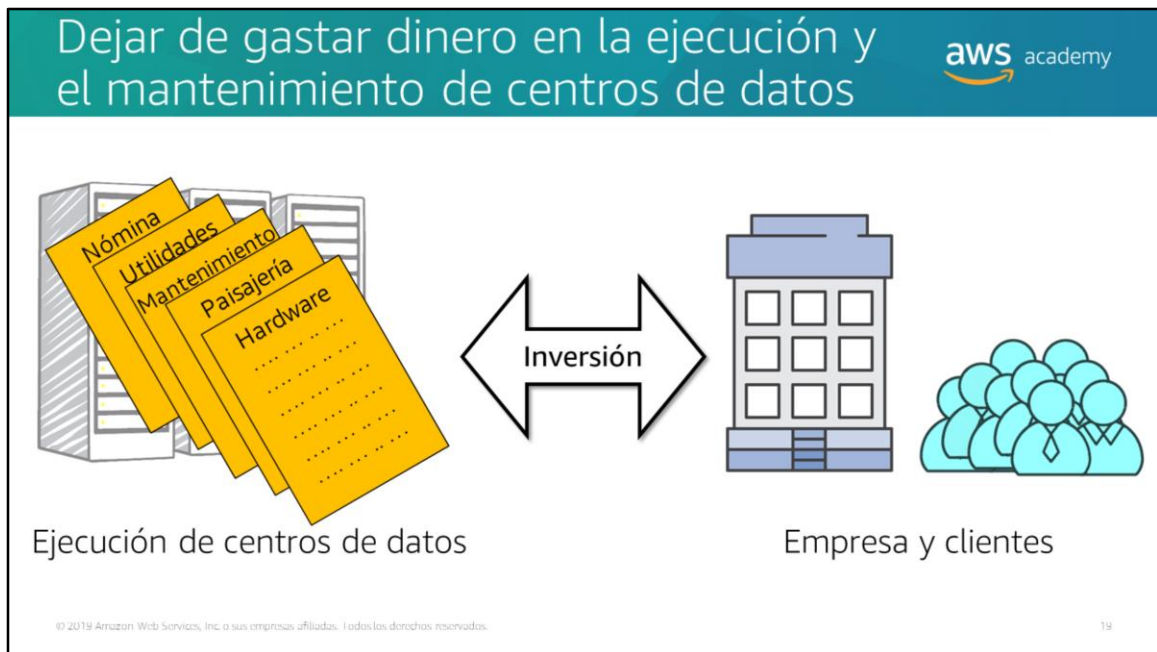 Dejar de gastar dinero en la ejecución y
el mantenimiento de centros de datos
aws academy
Nómina
Utilidades
Mantenimiento
Paisajería
Hardware
Inversión
Ejecución de centros de datos
Empresa y clientes
© 2019 Amazon Web Services, Inc. o sus empresas afiliadas. Todos los derechos reservados.
19